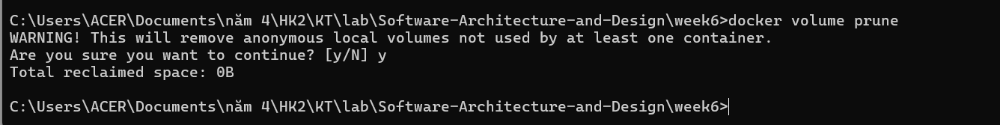 C:\Users\ACER\Documents\năm 4\HK2\KT\lab\Software-Architecture-and-Design\week6>docker volume prune
WARNING! This will remove anonymous local volumes not used by at least one container.
Are you sure you want to continue? [y/N] y
Total reclaimed space: 0B
C:\Users\ACER\Documents\năm 4\HK2\KT\lab\Software-Architecture-and-Design\week6>